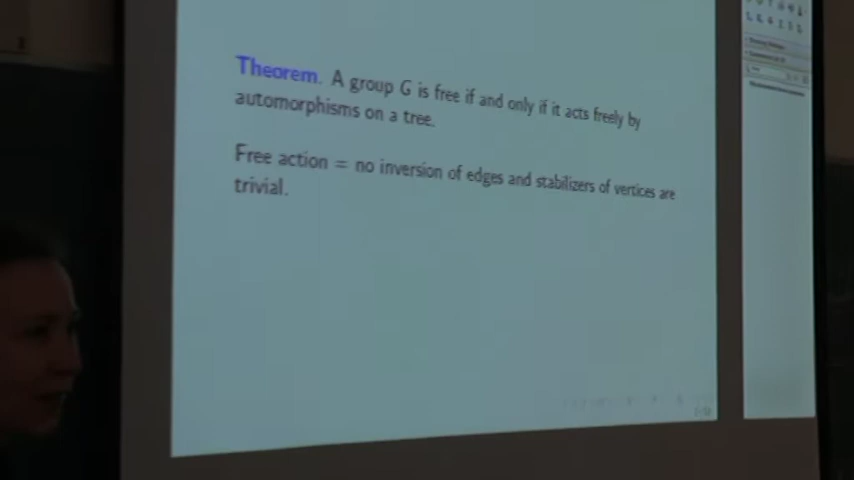 Theorem. A group G is free if and only if it acts freely by
automorphisms on a tree.
Free action = no inversion of edges and stabilizers of vertices are
trivial.